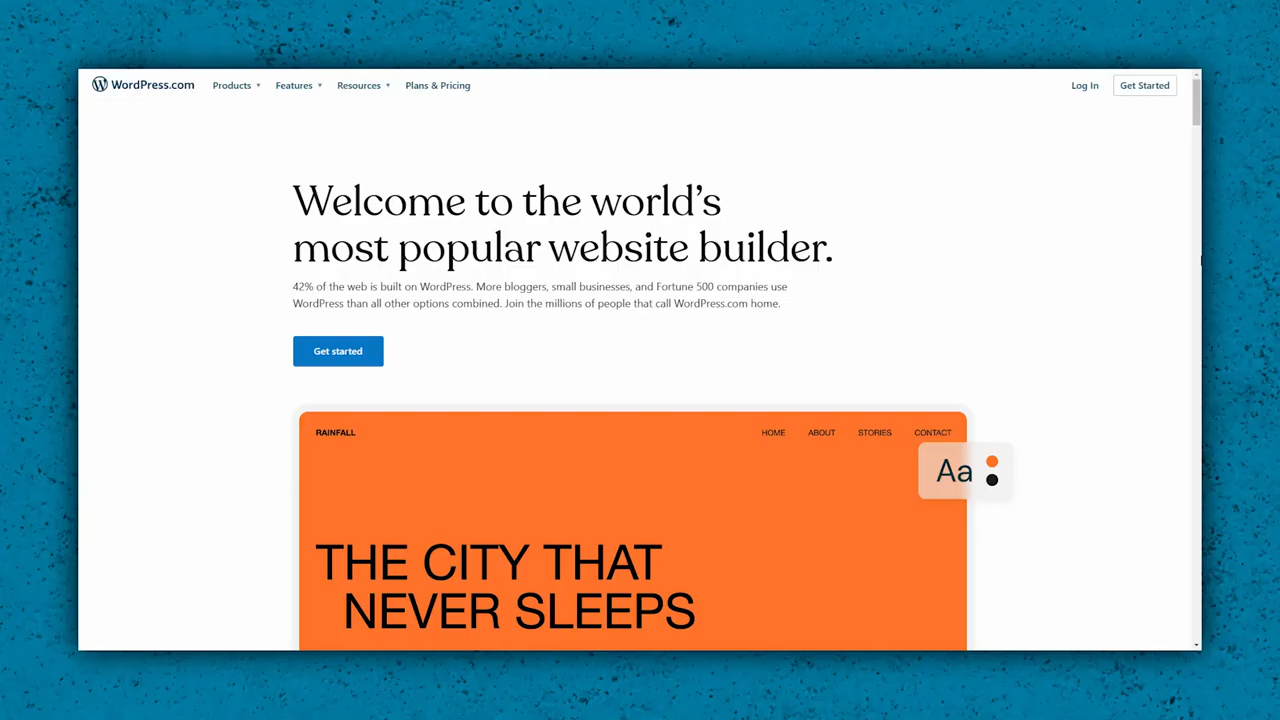 WordPress.com Products Features Resources Plans & Pricing Log In Get Started
Welcome to the world's
most popular website builder.
42% of the web is built on WordPress. More bloggers, small businesses, and Fortune 500 companies use
WordPress than all other options combined. Join the millions of people that call WordPress.com home.
Get started
RAINFALL HOME ABOUT STORIES CONTACT
Aa
THE CITY THAT
NEVER SLEEPS